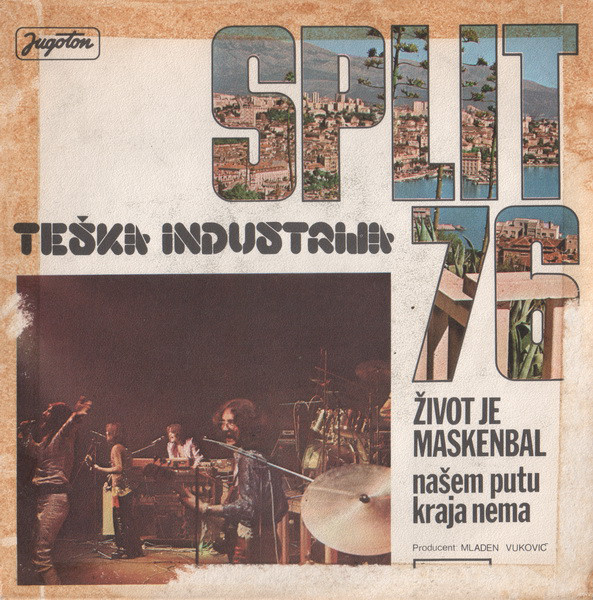 Jugoton
SPLIT
76
TEŠKA INDUSTRIJA
ŽIVOT JE
MASKENBAL
našem putu
kraja nema
Producent: MLADEN VUKOVIĆ